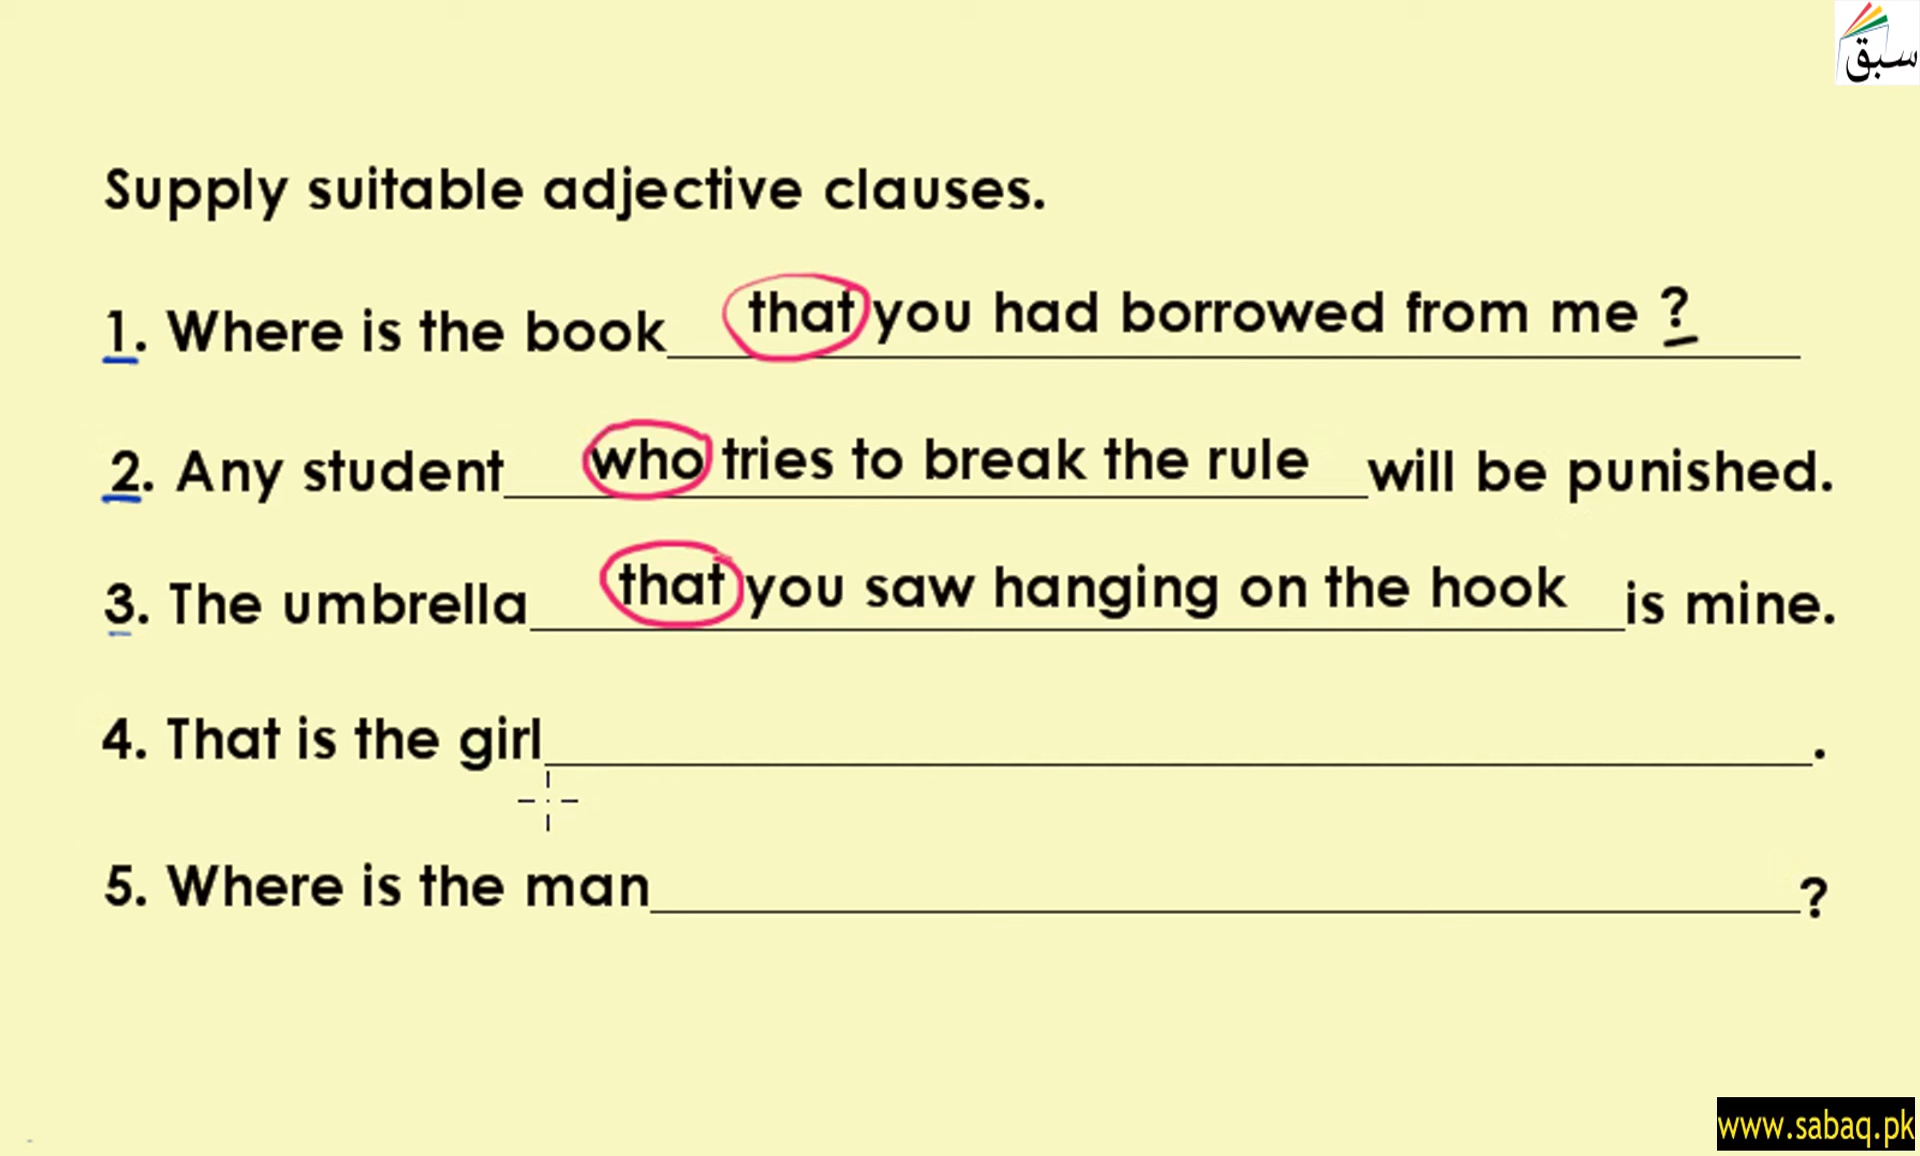 سبق
Supply suitable adjective clauses.
1. Where is the book that you had borrowed from me ?
2. Any student who tries to break the rule will be punished.
3. The umbrella that you saw hanging on the hook is mine.
4. That is the girl.
5. Where is the man?
www.sabaq.pk